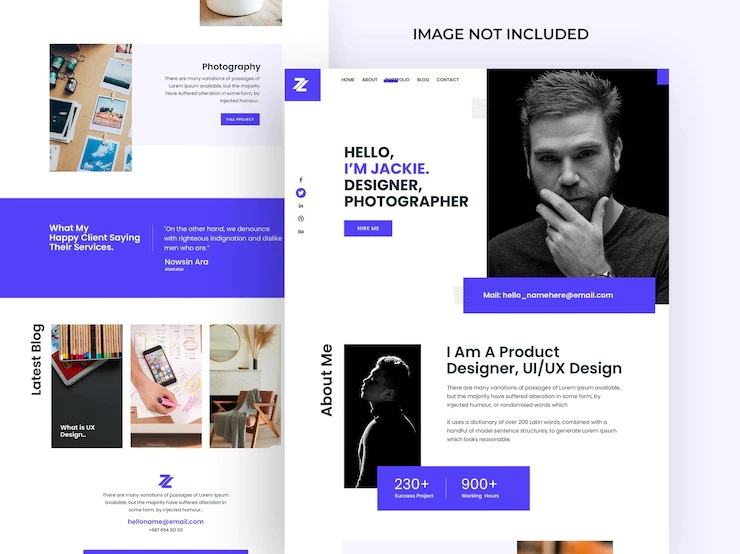 IMAGE NOT INCLUDED
Photography
There are many variations of passages of
Lorem Ipsum available, but the majority
have suffered alteration in some form, by
injected humour.
FULL PROJECT
What My
Happy Client Saying
Their Services.
"On the other hand, we denounce
with righteous indignation and dislike
men who are."
Nowsin Ara
Marketer
Latest Blog
What is UX
Design..
There are many variations of passages of Lorem Ipsum
available, but the majority have suffered alteration in
some form, by humour..
helloname@email.com
+987 654 321 00
HOME ABOUT PORTFOLIO BLOG CONTACT
HELLO,
I'M JACKIE.
DESIGNER,
PHOTOGRAPHER
HIRE ME
Mail: hello_namehere@email.com
About Me
I Am A Product
Designer, UI/UX Design
There are many variations of passages of Lorem Ipsum available,
but the majority have suffered alteration in some form, by
injected humour, or randomised words which
It uses a dictionary of over 200 Latin words, combined with a
handful of model sentence structures, to generate Lorem Ipsum
which looks reasonable.
230+ 900+
Success Project Working Hours